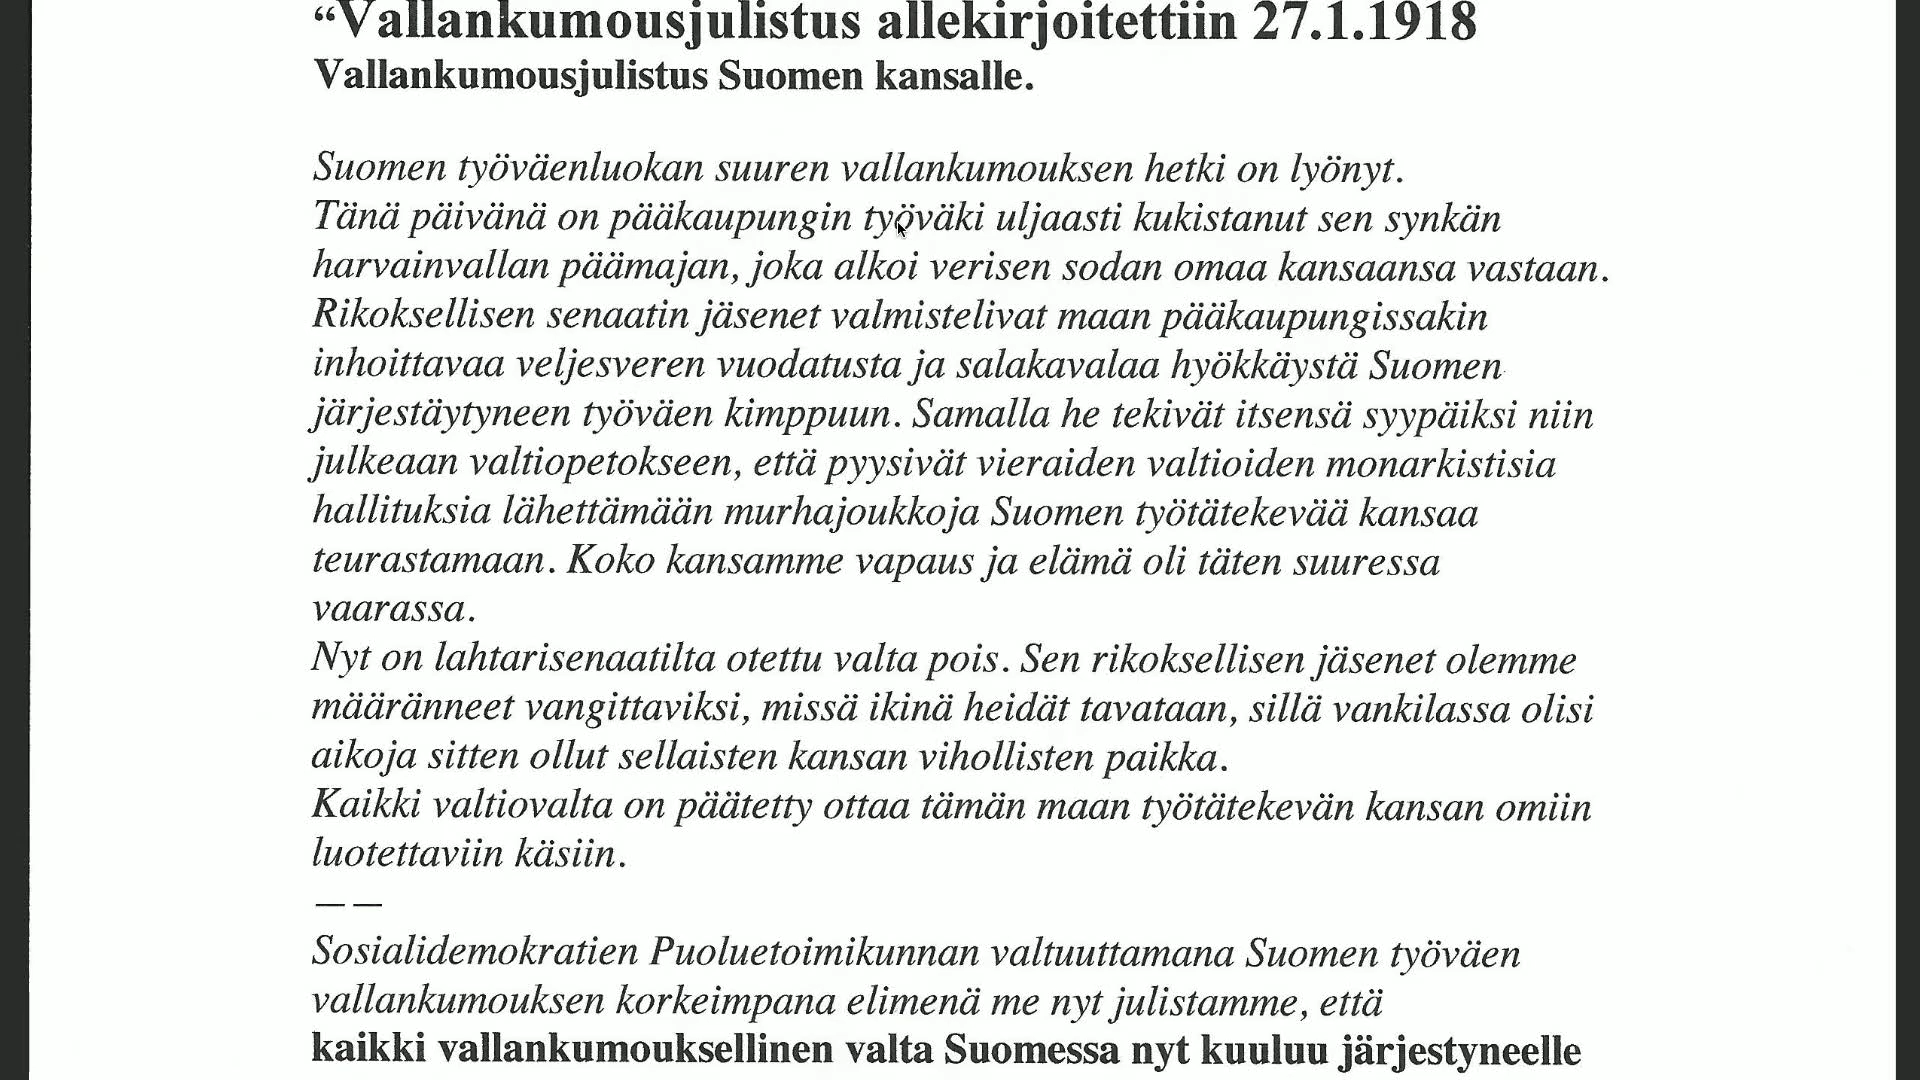 “Vallankumousjulistus allekirjoitettiin 27.1.1918
Vallankumousjulistus Suomen kansalle.
Suomen työväenluokan suuren vallankumouksen hetki on lyönyt.
Tänä päivänä on pääkaupungin työväki uljaasti kukistanut sen synkän
harvainvallan päämajan, joka alkoi verisen sodan omaa kansaansa vastaan.
Rikoksellisen senaatin jäsenet valmistelivat maan pääkaupungissakin
inhoittavaa veljesveren vuodatusta ja salakavalaa hyökkäystä Suomen
järjestäytyneen työväen kimppuun. Samalla he tekivät itsensä syypäiksi niin
julkeaan valtiopetokseen, että pyysivät vieraiden valtioiden monarkistisia
hallituksia lähettämään murhajoukkoja Suomen työtätekevää kansaa
teurastamaan. Koko kansamme vapaus ja elämä oli täten suuressa
vaarassa.
Nyt on lahtarisenaatilta otettu valta pois. Sen rikoksellisen jäsenet olemme
määränneet vangittaviksi, missä ikinä heidät tavataan, sillä vankilassa olisi
aikoja sitten ollut sellaisten kansan vihollisten paikka.
Kaikki valtiovalta on päätetty ottaa tämän maan työtätekevän kansan omiin
luotettaviin käsiin.
— —
Sosialidemokratien Puoluetoimikunnan valtuuttamana Suomen työväen
vallankumouksen korkeimpana elimenä me nyt julistamme, että
kaikki vallankumouksellinen valta Suomessa nyt kuuluu järjestyneelle